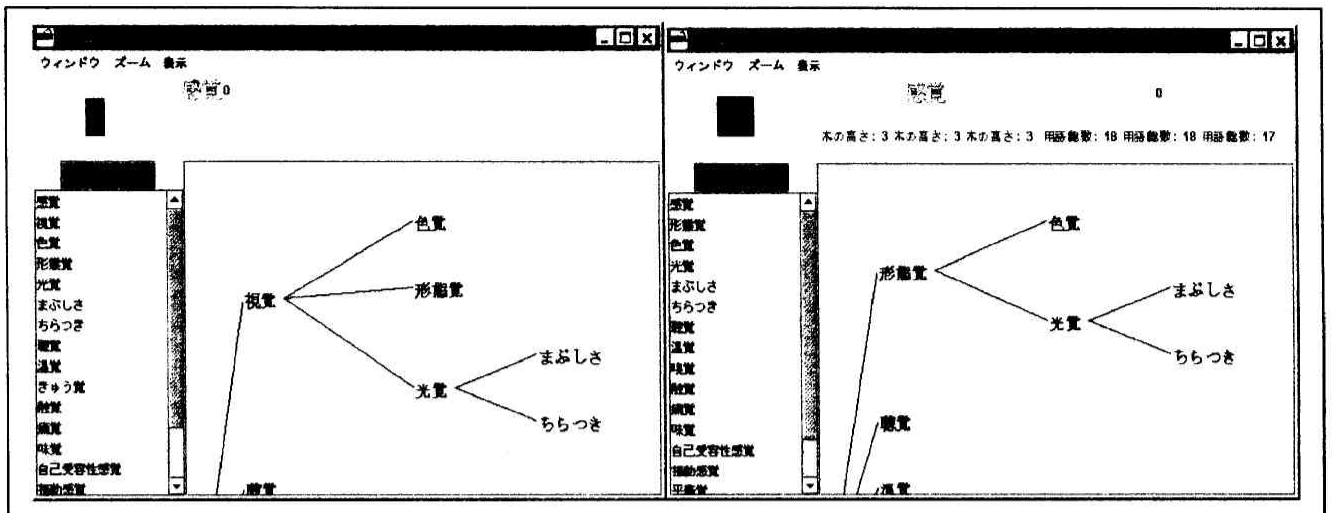 ウィンドウ ズーム 表示
感覚 0
感覚
視覚
色覚
形態覚
光覚
まぶしさ
ちらつき
聴覚
温覚
きゅう覚
触覚
痛覚
味覚
自己受容性感覚
振動感覚
色覚
形態覚
視覚
まぶしさ
光覚
ちらつき
聴覚
ウィンドウ ズーム 表示
感覚 0
木の高さ: 3 木の高さ: 3 木の高さ: 3 用語総数: 18 用語総数: 18 用語総数: 17
感覚
形態覚
色覚
光覚
まぶしさ
ちらつき
聴覚
温覚
嗅覚
触覚
痛覚
味覚
自己受容性感覚
振動感覚
平衡覚
色覚
形態覚
まぶしさ
光覚
ちらつき
聴覚
温覚